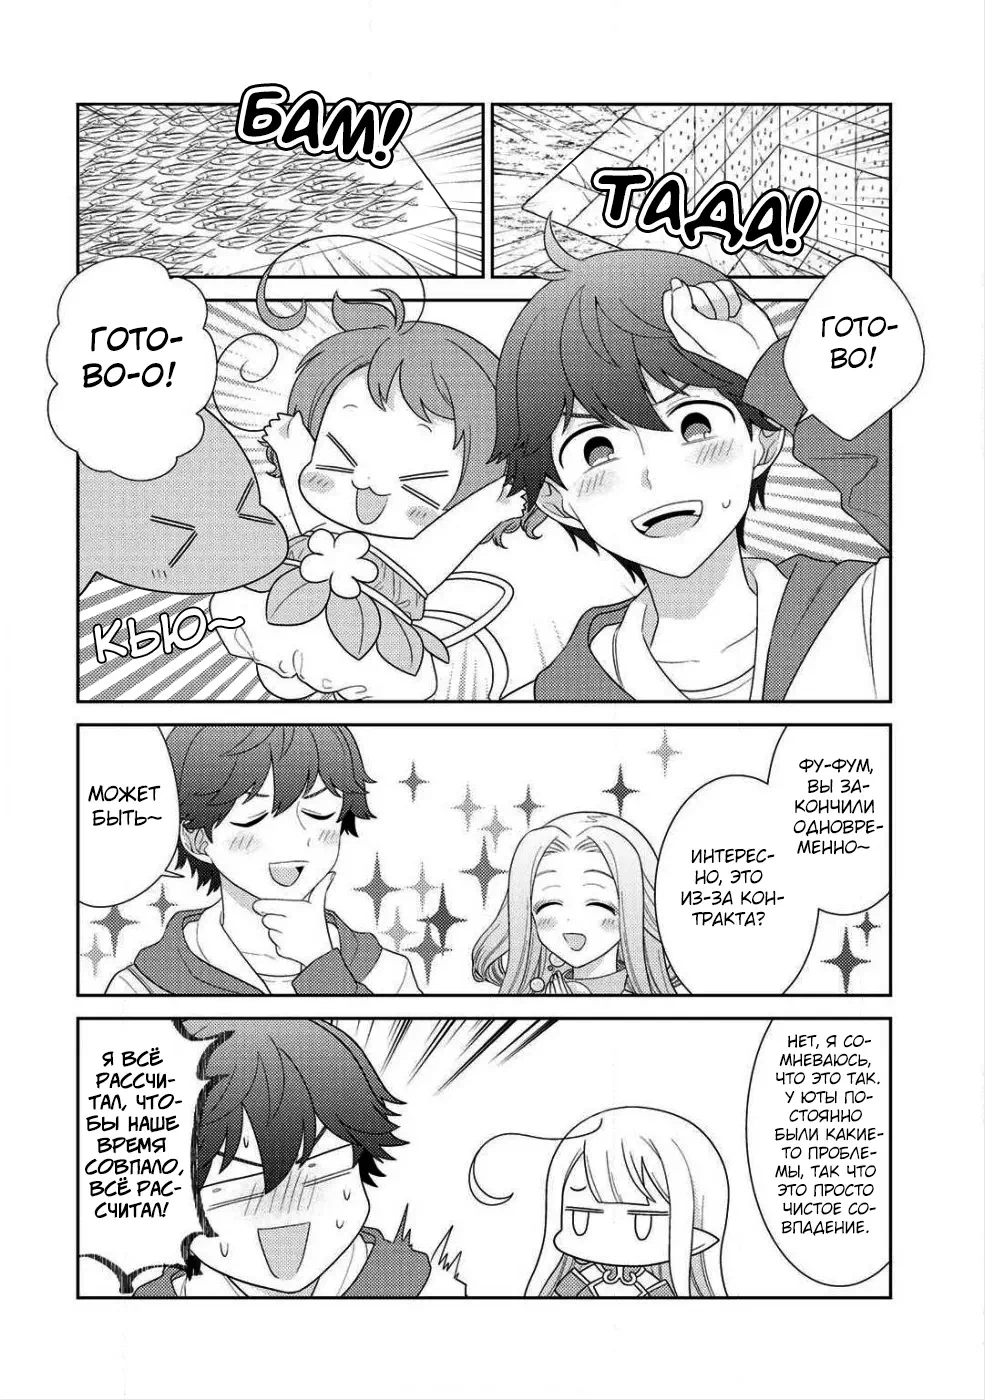 ТАДА!
БАМ!
ГОТО-
ВО!
ГОТО-
ВО-О!
КЬЮ~
ФУ-ФУМ,
ВЫ ЗА-
КОНЧИЛИ
ОДНОВРЕ-
МЕННО~
ИНТЕРЕС-
НО, ЭТО
ИЗ-ЗА КОН-
ТРАКТА?
МОЖЕТ
БЫТЬ~
НЕТ, Я СО-
МНЕВАЮСЬ,
ЧТО ЭТО ТАК.
У ЮТЫ ПО-
СТОЯННО
БЫЛИ КАКИЕ-
ТО ПРОБЛЕ-
МЫ, ТАК ЧТО
ЭТО ПРОСТО
ЧИСТОЕ СО-
ВПАДЕНИЕ.
Я ВСЁ
РАССЧИ-
ТАЛ, ЧТО-
БЫ НАШЕ
ВРЕМЯ
СОВПАЛО,
ВСЁ РАС-
СЧИТАЛ!